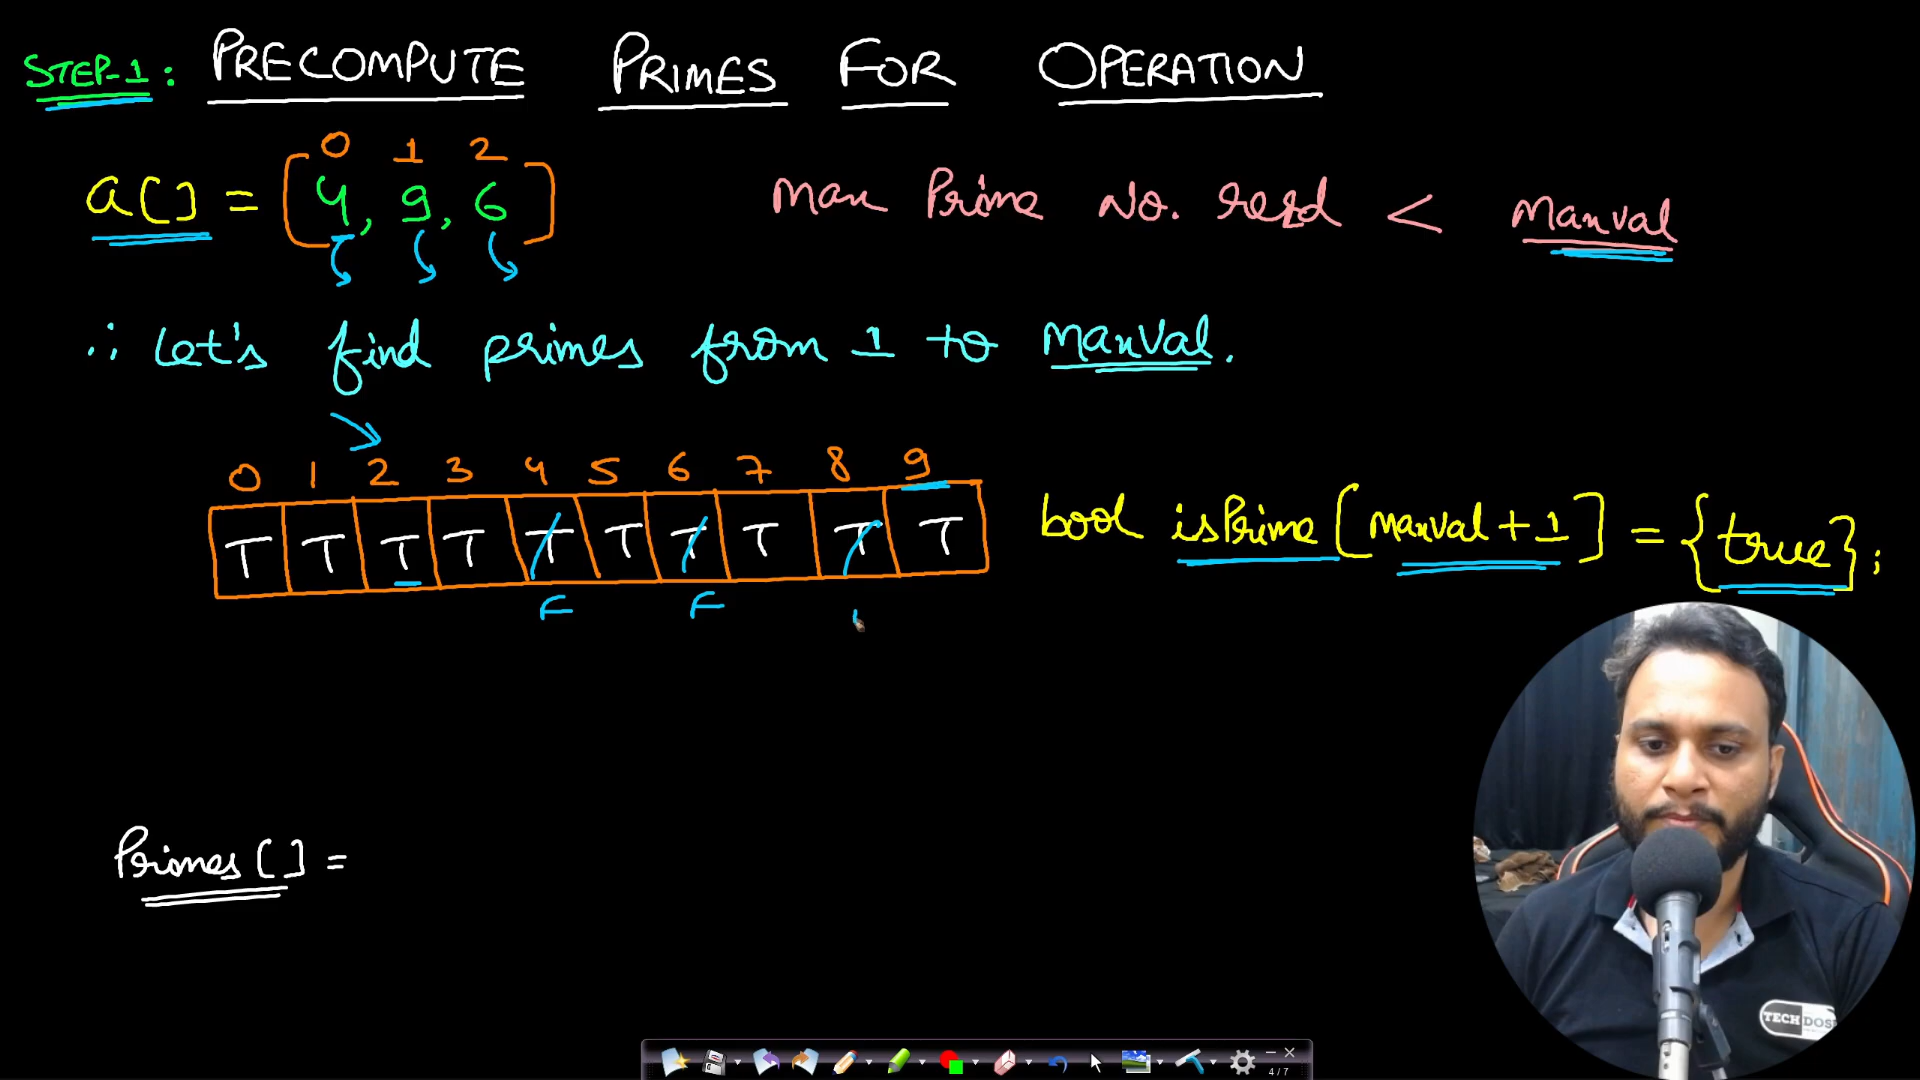 STEP-1: PRECOMPUTE PRIMES FOR OPERATION
0 1 2
a[] = [4, 9, 6]
Max Prime No. reqd < Maxval
∴ Let's find primes from 1 to MaxVal.
0 1 2 3 4 5 6 7 8 9
T T T T T T T T T T
bool isPrime[Maxval+1] = {true};
F F
Primes[] =
TECH DOSE
4/7